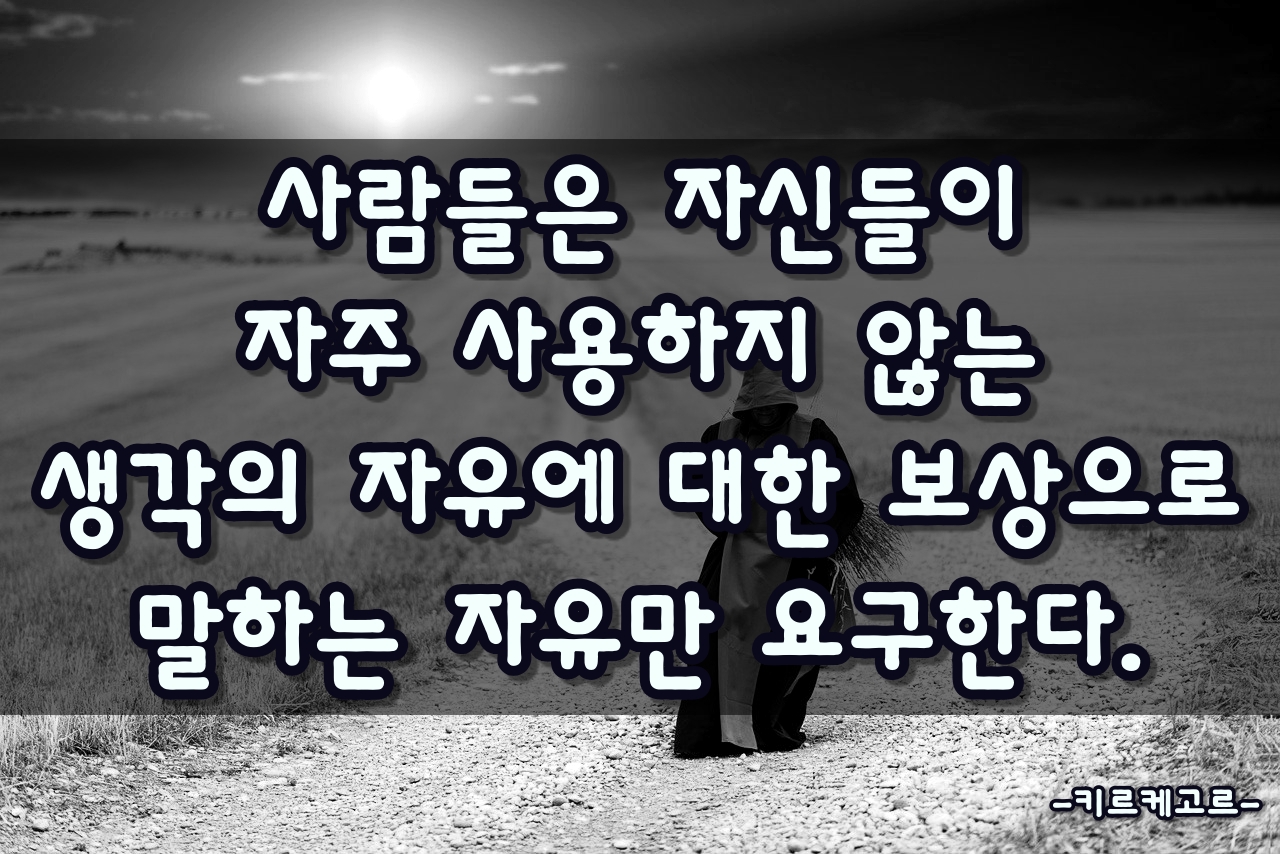 사람들은 자신들이
자주 사용하지 않는
생각의 자유에 대한 보상으로
말하는 자유만 요구한다.
-키르케고르-